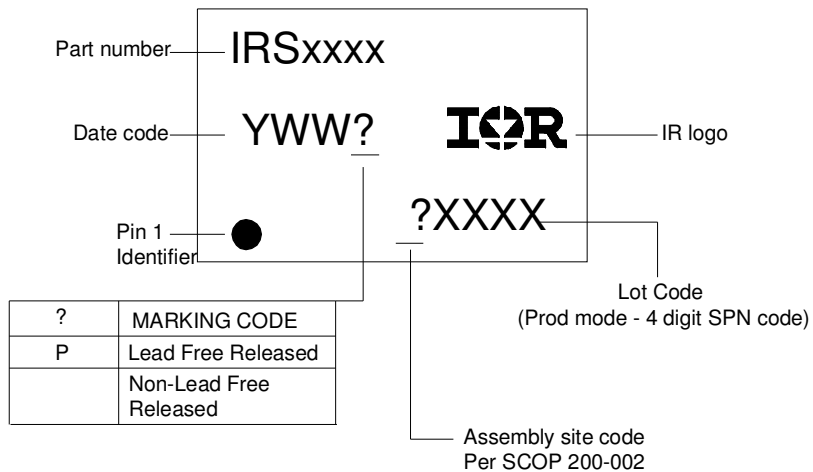 Part number
IRSxxxx
Date code
YWW?
IOR
IR logo
Pin 1
Identifier
?XXXX
Lot Code
(Prod mode - 4 digit SPN code)
? MARKING CODE
P Lead Free Released
Non-Lead Free
Released
Assembly site code
Per SCOP 200-002